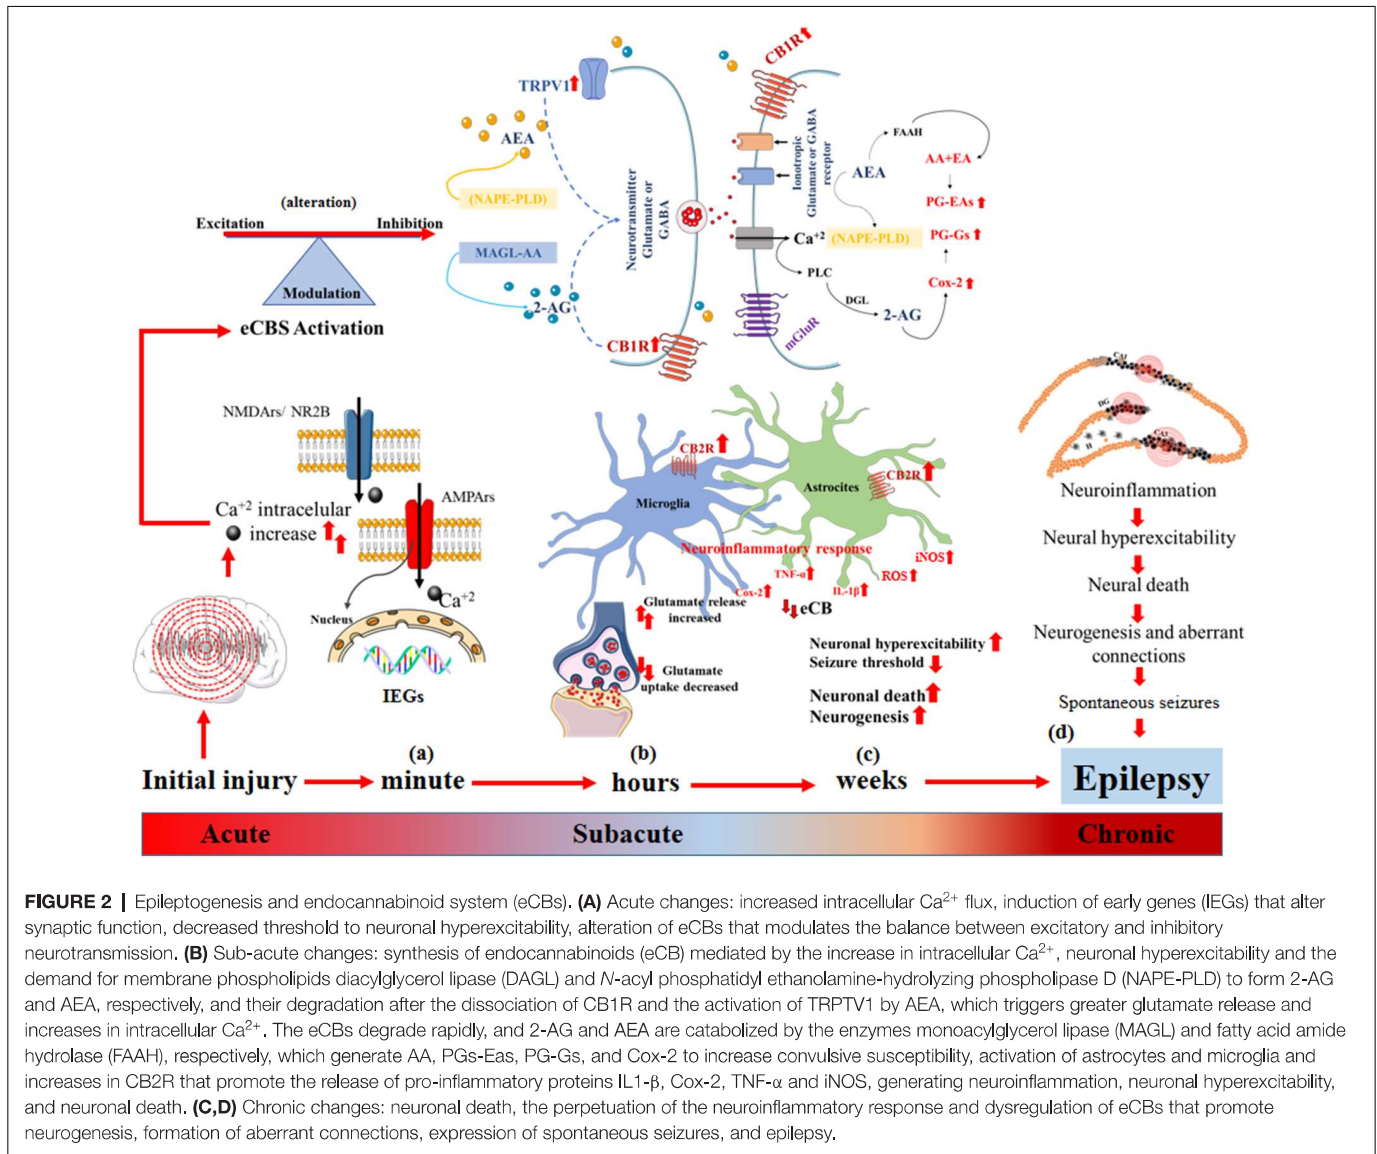 CB1R
TRPV1
AEA
(NAPE-PLD)
MAGL-AA
2-AG
CB1R
Neurotransmitter
Glutamate or
GABA
Ionotropic
Glutamate or GABA
receptor
FAAH
AA+EA
AEA
PG-EAs
Ca+2
(NAPE-PLD)
PG-Gs
PLC
Cox-2
DGL
2-AG
mGluR
(alteration)
Excitation
Inhibition
Modulation
eCBS Activation
NMDArs/ NR2B
AMPArs
Ca+2 intracelular
increase
Ca+2
Nucleus
IEGs
CB2R
Microglia
CB2R
Astrocites
Neuroinflammatory response
iNOS
TNF-α
ROS
Cox-2
IL-1β
eCB
Glutamate release
increased
Glutamate
uptake decreased
Neuronal hyperexcitability
Seizure threshold
Neuronal death
Neurogenesis
CA1
DG
H
CA3
Neuroinflammation
Neural hyperexcitability
Neural death
Neurogenesis and aberrant
connections
Spontaneous seizures
(a)
(b)
(c)
(d)
Initial injury
minute
hours
weeks
Epilepsy
Acute
Subacute
Chronic
FIGURE 2 | Epileptogenesis and endocannabinoid system (eCBs). (A) Acute changes: increased intracellular Ca2+ flux, induction of early genes (IEGs) that alter
synaptic function, decreased threshold to neuronal hyperexcitability, alteration of eCBs that modulates the balance between excitatory and inhibitory
neurotransmission. (B) Sub-acute changes: synthesis of endocannabinoids (eCB) mediated by the increase in intracellular Ca2+, neuronal hyperexcitability and the
demand for membrane phospholipids diacylglycerol lipase (DAGL) and N-acyl phosphatidyl ethanolamine-hydrolyzing phospholipase D (NAPE-PLD) to form 2-AG
and AEA, respectively, and their degradation after the dissociation of CB1R and the activation of TRPTV1 by AEA, which triggers greater glutamate release and
increases in intracellular Ca2+. The eCBs degrade rapidly, and 2-AG and AEA are catabolized by the enzymes monoacylglycerol lipase (MAGL) and fatty acid amide
hydrolase (FAAH), respectively, which generate AA, PGs-Eas, PG-Gs, and Cox-2 to increase convulsive susceptibility, activation of astrocytes and microglia and
increases in CB2R that promote the release of pro-inflammatory proteins IL1-β, Cox-2, TNF-α and iNOS, generating neuroinflammation, neuronal hyperexcitability,
and neuronal death. (C,D) Chronic changes: neuronal death, the perpetuation of the neuroinflammatory response and dysregulation of eCBs that promote
neurogenesis, formation of aberrant connections, expression of spontaneous seizures, and epilepsy.